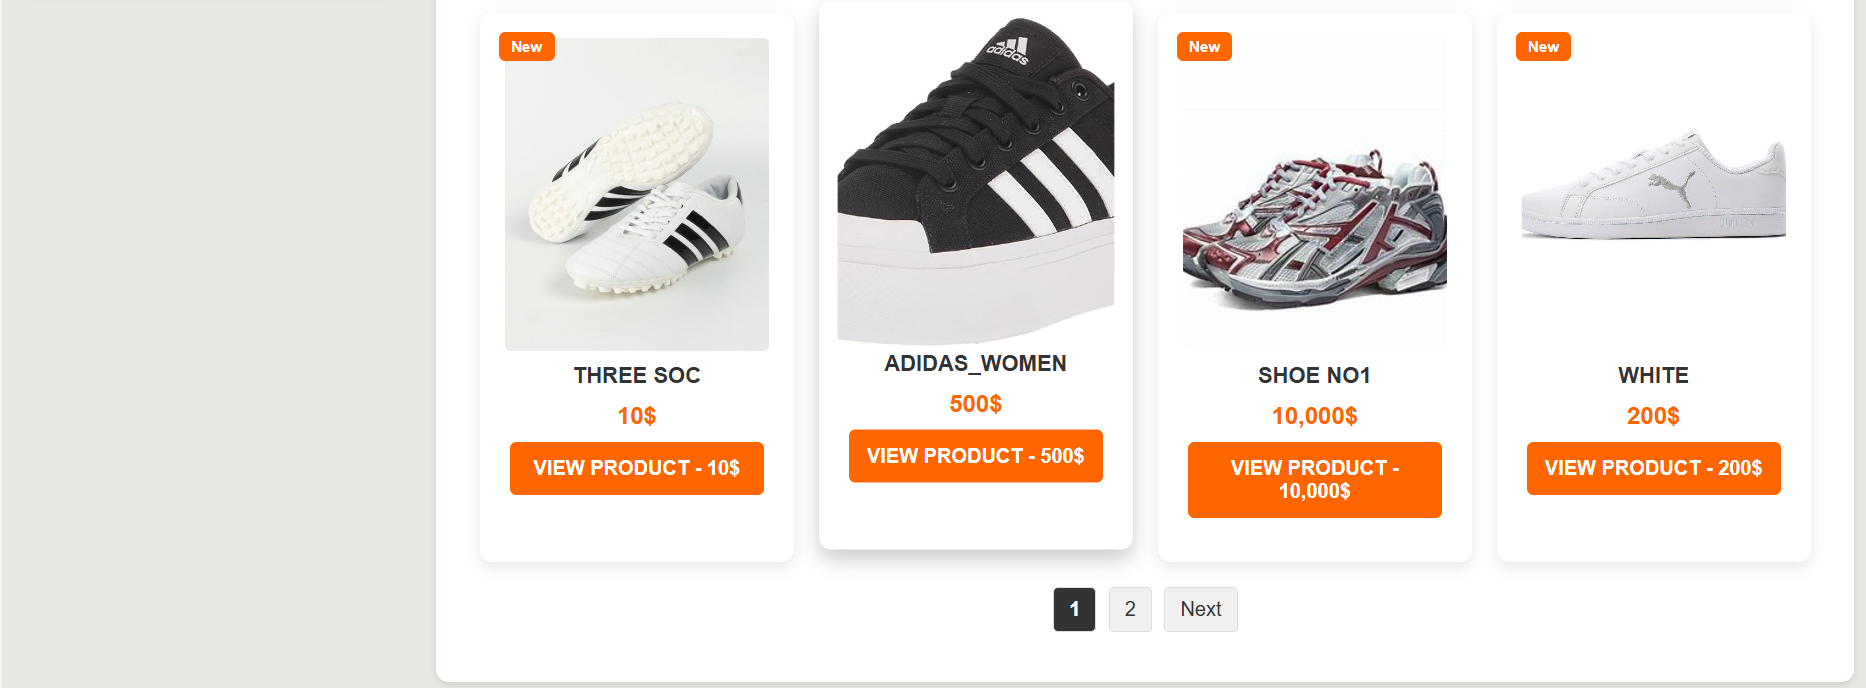 New
adidas
New
New
THREE SOC
ADIDAS_WOMEN
SHOE NO1
WHITE
10$
500$
10,000$
200$
VIEW PRODUCT - 10$
VIEW PRODUCT - 500$
VIEW PRODUCT -
10,000$
VIEW PRODUCT - 200$
1
2
Next